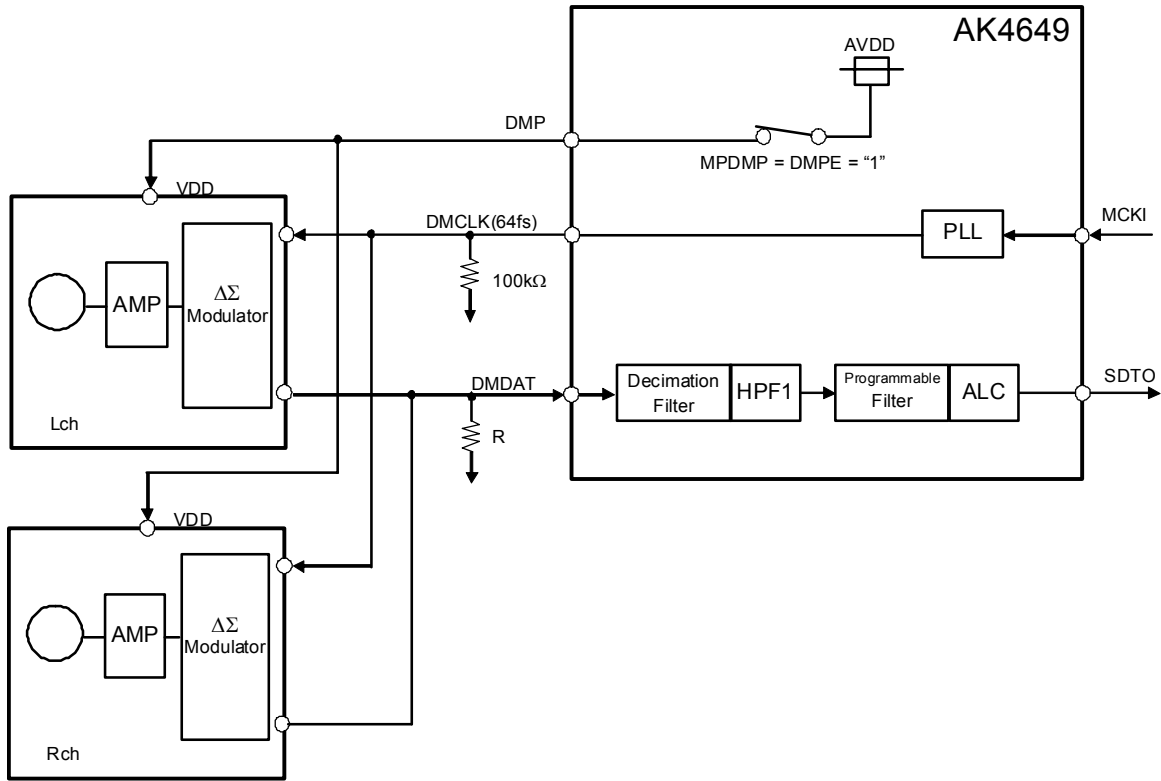 AK4649
AVDD
DMP
MPDMP = DMPE = “1”
VDD
DMCLK(64fs)
PLL
MCKI
100kΩ
AMP
ΔΣ
Modulator
Lch
DMDAT
R
Decimation
Filter
HPF1
Programmable
Filter
ALC
SDTO
VDD
AMP
ΔΣ
Modulator
Rch